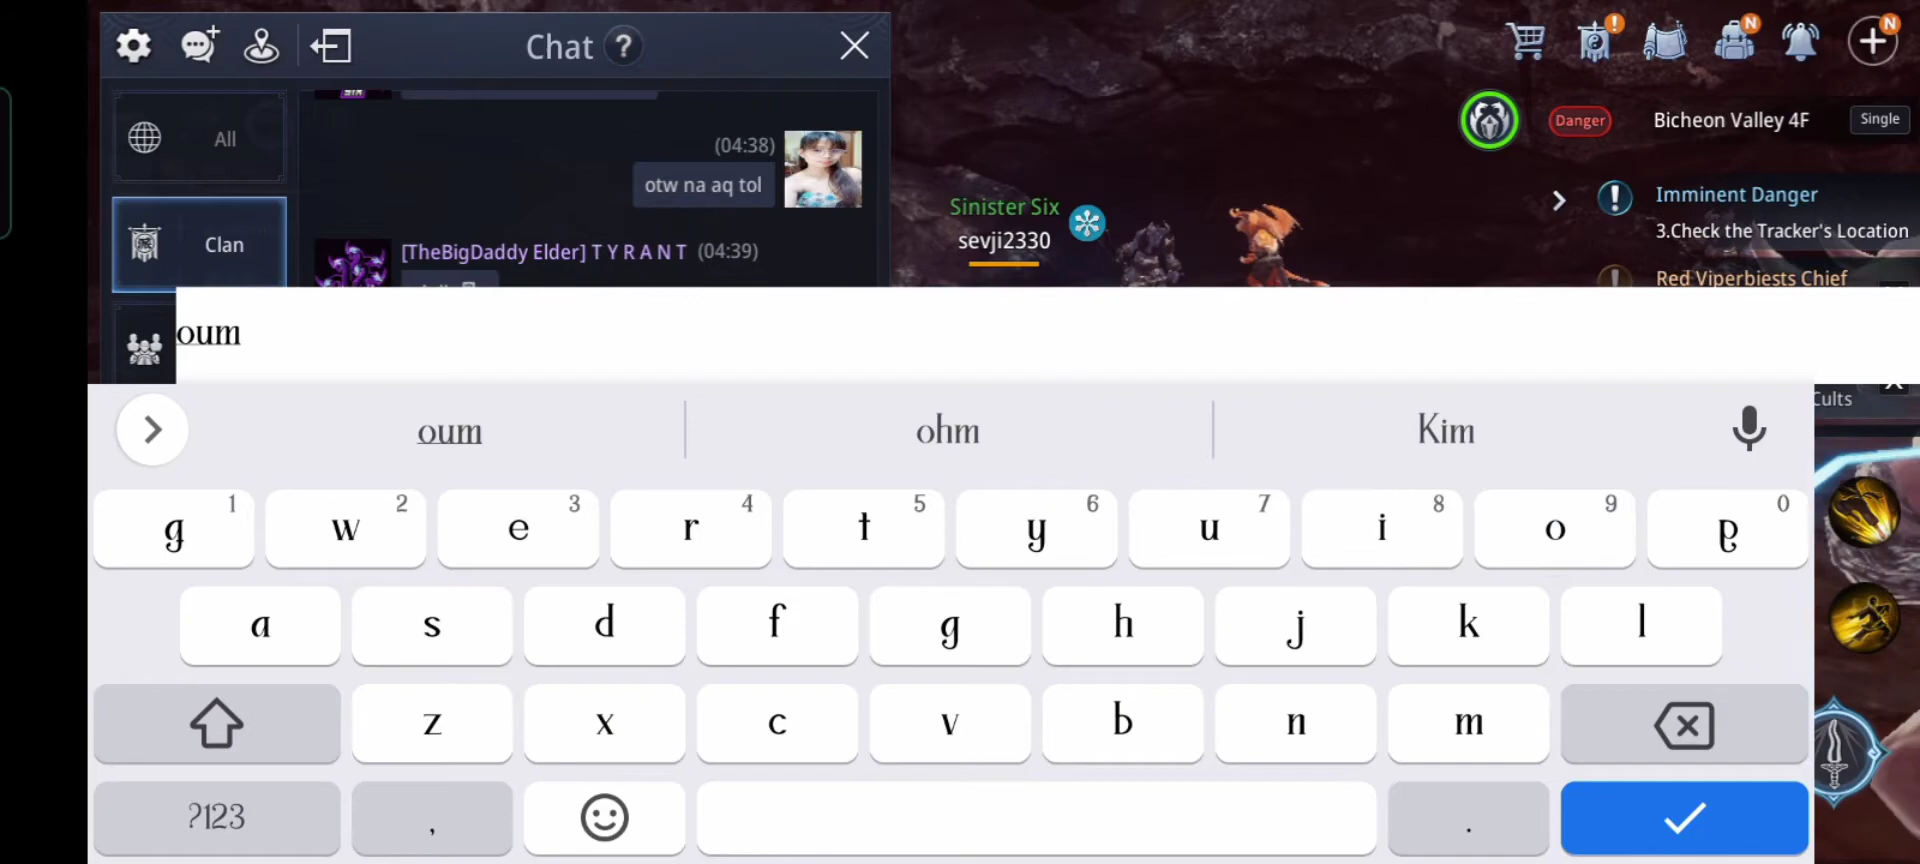 Chat ?
All
(04:38)
otw na aq tol
Clan
[TheBigDaddy Elder] T Y R A N T (04:39)
Sinister Six
sevji2330
Danger
Bicheon Valley 4F
Single
Imminent Danger
3.Check the Tracker's Location
Red Viperbiests Chief
oum
Cults
oum
ohm
Kim
q 1 w 2 e 3 r 4 t 5 y 6 u 7 i 8 o 9 p 0
a s d f g h j k l
z x c v b n m
?123 , .